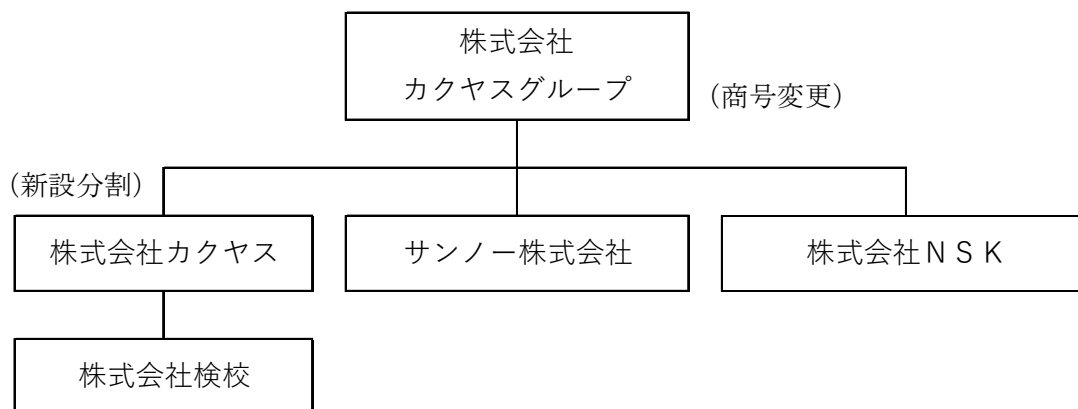 株式会社
カクヤスグループ
(商号変更)
(新設分割)
株式会社カクヤス
サンノー株式会社
株式会社NSK
株式会社検校